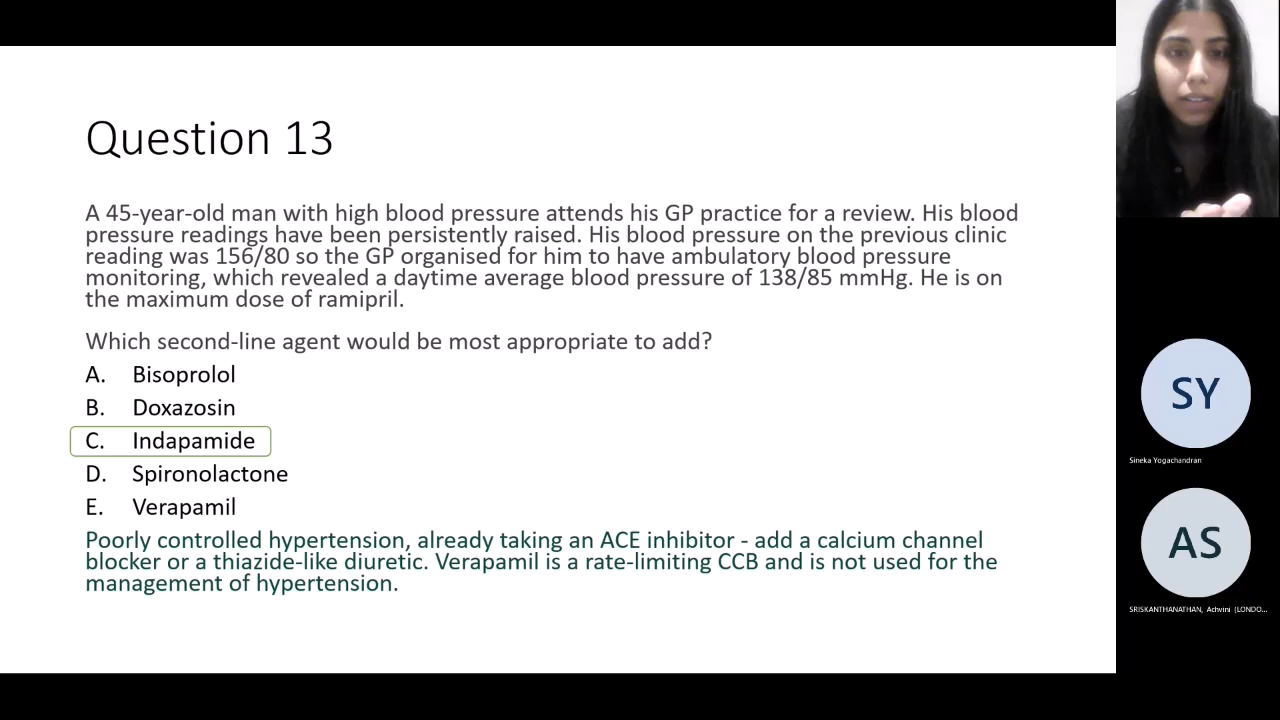 Question 13
A 45-year-old man with high blood pressure attends his GP practice for a review. His blood
pressure readings have been persistently raised. His blood pressure on the previous clinic
reading was 156/80 so the GP organised for him to have ambulatory blood pressure
monitoring, which revealed a daytime average blood pressure of 138/85 mmHg. He is on
the maximum dose of ramipril.
Which second-line agent would be most appropriate to add?
A. Bisoprolol
B. Doxazosin
C. Indapamide
D. Spironolactone
E. Verapamil
Poorly controlled hypertension, already taking an ACE inhibitor - add a calcium channel
blocker or a thiazide-like diuretic. Verapamil is a rate-limiting CCB and is not used for the
management of hypertension.
SY
Sineka Yogachandran
AS
SRISKANTHANATHAN, Achvini (LONDO...